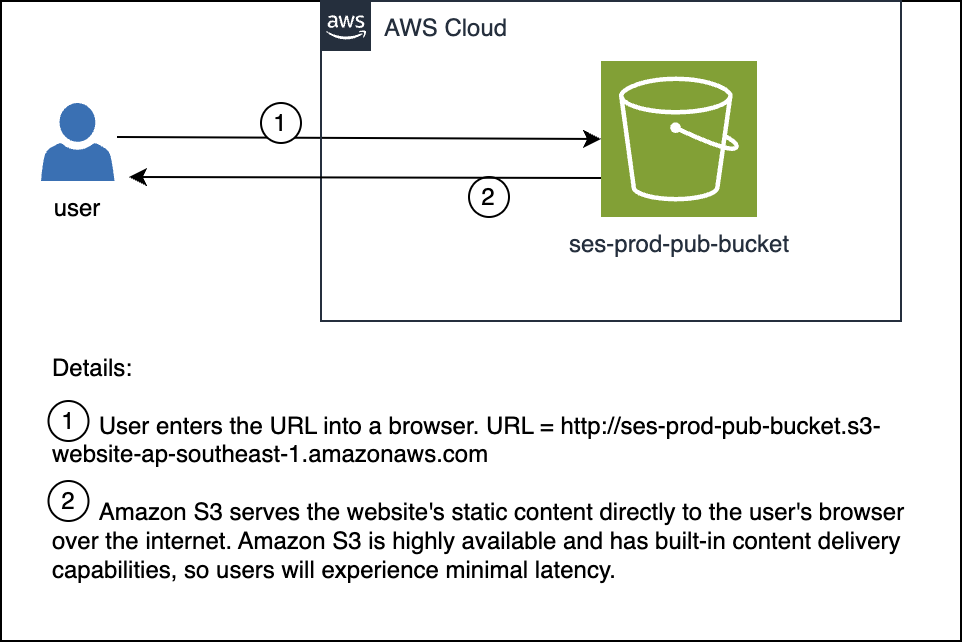 aws
AWS Cloud
1
user
2
ses-prod-pub-bucket
Details:
1 User enters the URL into a browser. URL = http://ses-prod-pub-bucket.s3-
website-ap-southeast-1.amazonaws.com
2 Amazon S3 serves the website's static content directly to the user's browser
over the internet. Amazon S3 is highly available and has built-in content delivery
capabilities, so users will experience minimal latency.